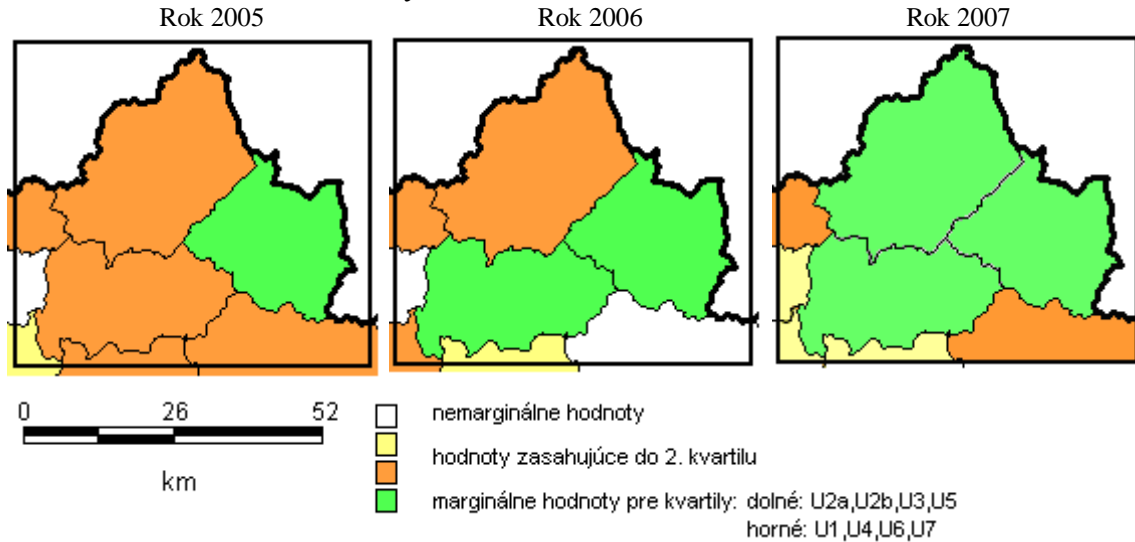 Rok 2005 Rok 2006 Rok 2007
0 26 52
km
nemarginálne hodnoty
hodnoty zasahujúce do 2. kvartilu
marginálne hodnoty pre kvartily: dolné: U2a,U2b,U3,U5
horné: U1,U4,U6,U7